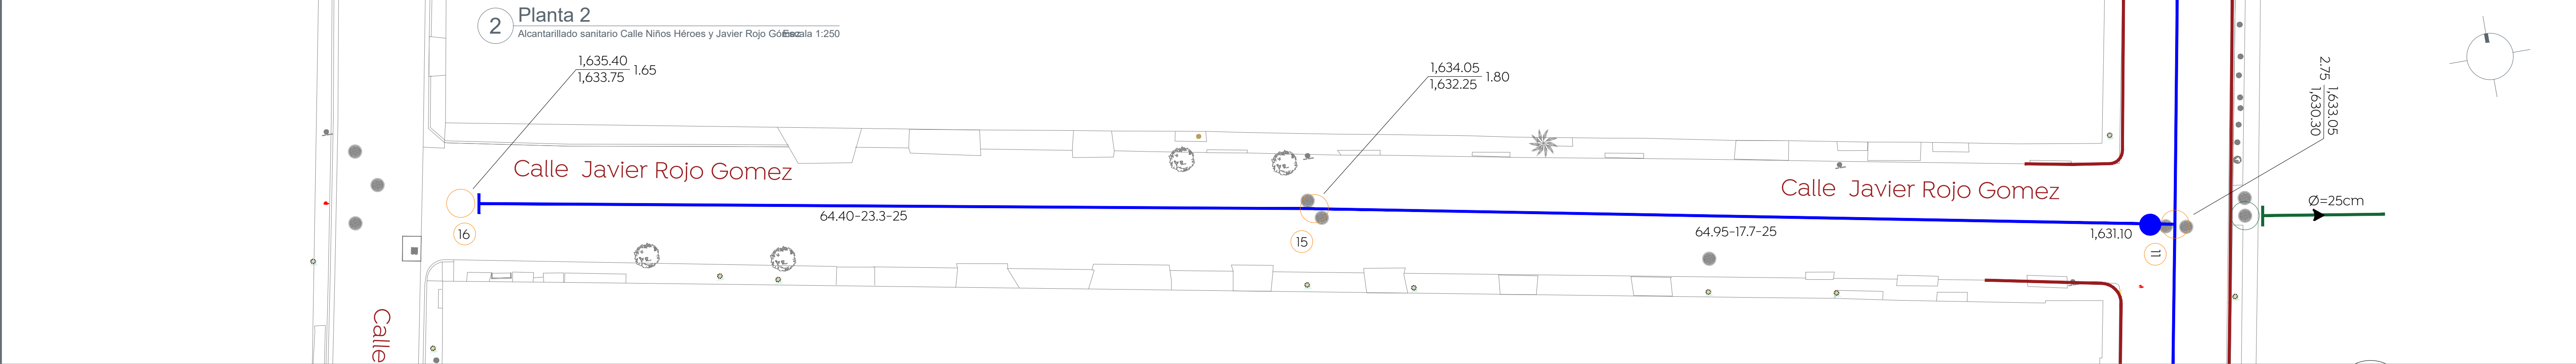 2
Planta 2
Alcantarillado sanitario Calle Niños Héroes y Javier Rojo Gómez
Escala 1:250
1,635.40
1,633.75
1.65
1,634.05
1,632.25
1.80
2.75
1,633.05
1,630.30
Calle Javier Rojo Gomez
Calle Javier Rojo Gomez
Ø=25cm
64.40-23.3-25
64.95-17.7-25
1,631.10
16
15
11
Calle